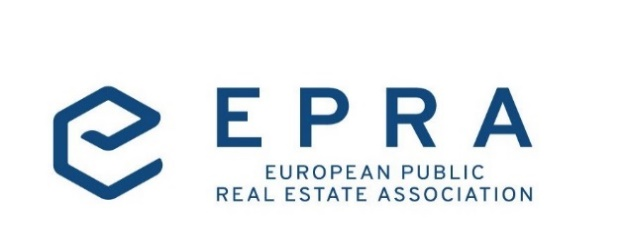 EPRA
EUROPEAN PUBLIC
REAL ESTATE ASSOCIATION